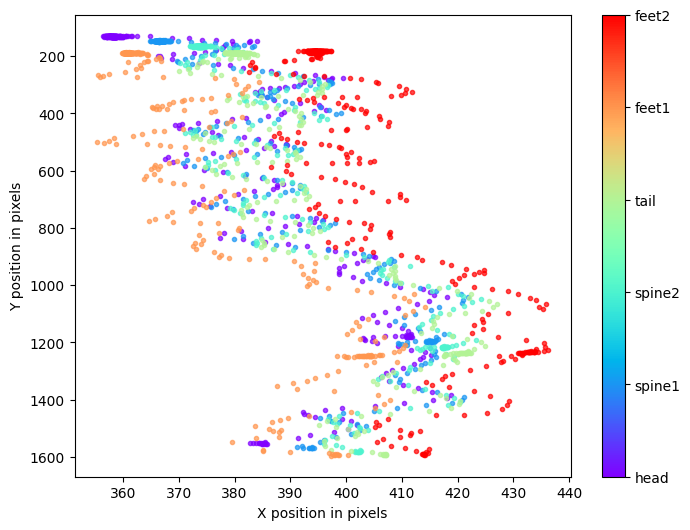 200
400
600
800
1000
1200
1400
1600
Y position in pixels
360 370 380 390 400 410 420 430 440
X position in pixels
feet2
feet1
tail
spine2
spine1
head